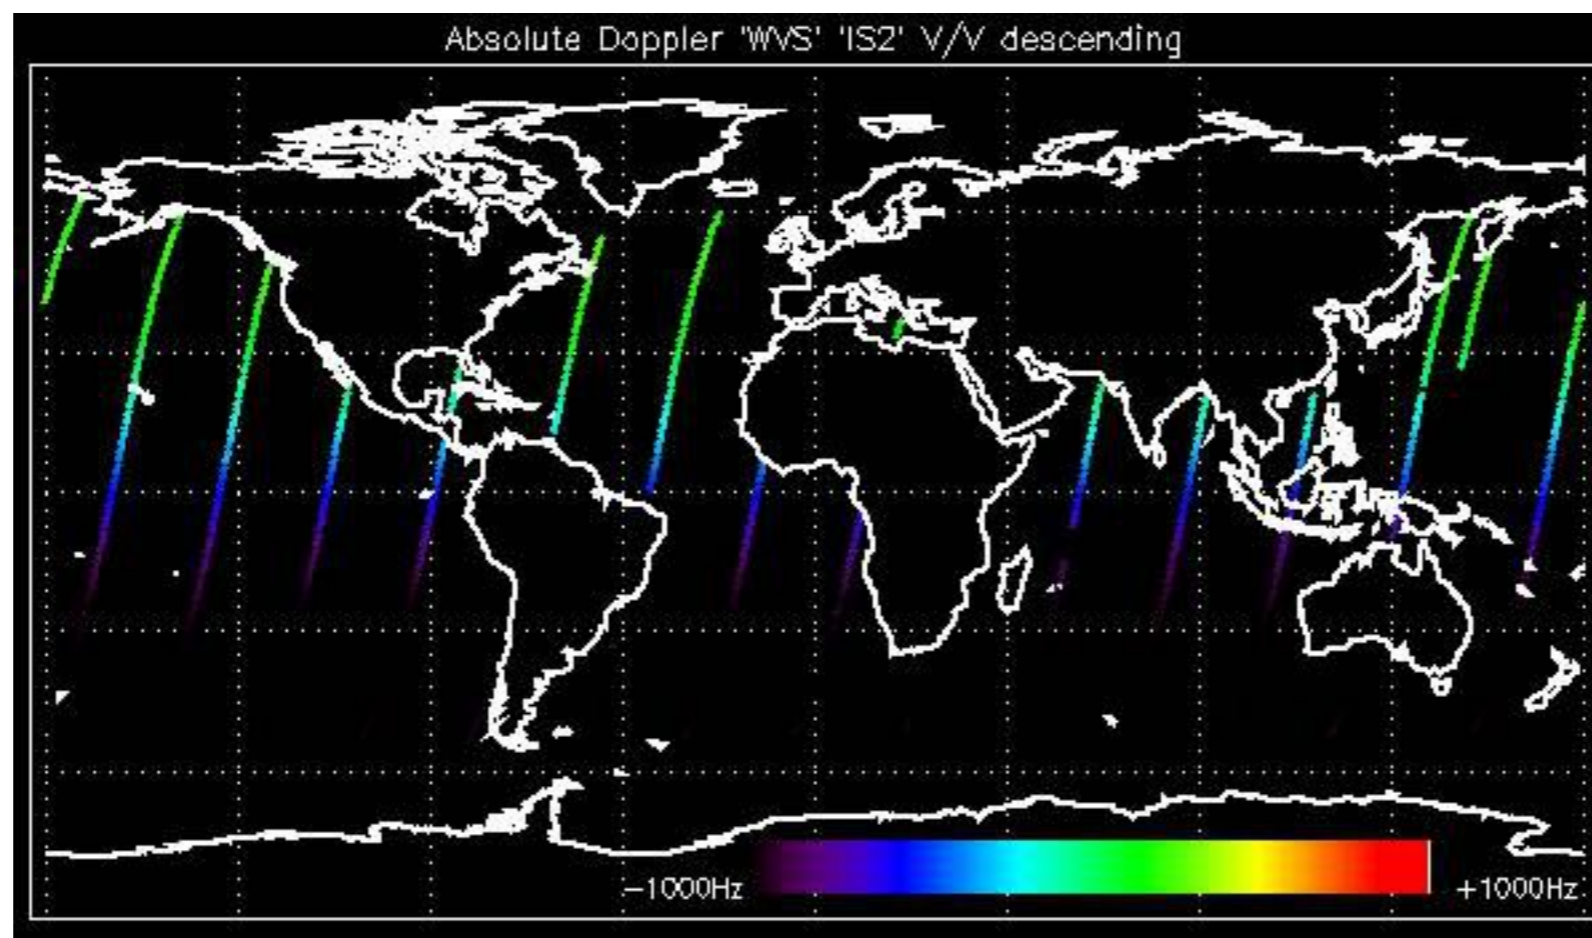 Absolute Doppler 'WVS' 'IS2' V/V descending
-1000Hz +1000Hz